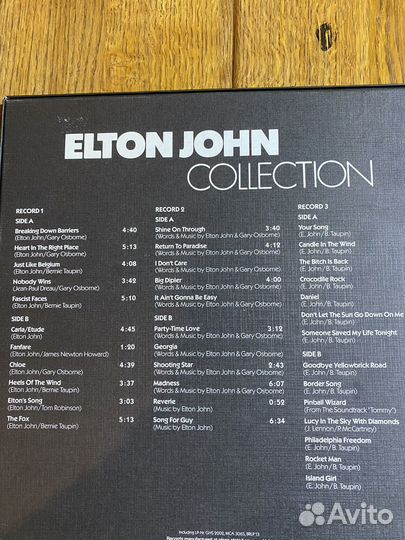 ELTON JOHN
COLLECTION
RECORD 1
SIDE A
Breaking Down Barriers 4:40
(Elton John/Gary Osborne)
Heart In The Right Place 5:13
(Elton John/Gary Osborne)
Just Like Belgium 4:08
(Elton John/Bernie Taupin)
Nobody Wins 3:42
(Jean-Paul Dreau/Gary Osborne)
Fascist Faces 5:10
(Elton John/Bernie Taupin)
SIDE B
Carla/Etude 4:45
(Elton John)
Fanfare 1:20
(Elton John/James Newton Howard)
Chloe 4:39
(Elton John/Gary Osborne)
Heels Of The Wind 3:37
(Elton John/Bernie Taupin)
Elton's Song 3:03
(Elton John/Tom Robinson)
The Fox 5:13
(Elton John/Bernie Taupin)
RECORD 2
SIDE A
Shine On Through 3:40
(Words & Music by Elton John & Gary Osborne)
Return To Paradise 4:12
(Words & Music by Elton John & Gary Osborne)
I Don't Care
(Words & Music by Elton John & Gary Osborne)
Big Dipper 4:00
(Words & Music by Elton John & Gary Osborne)
It Ain't Gonna Be Easy
(Words & Music by Elton John & Gary Osborne)
SIDE B
Party-Time Love 3:12
(Words & Music by Elton John & Gary Osborne)
Georgia
(Words & Music by Elton John & Gary Osborne)
Shooting Star 2:43
(Words & Music by Elton John & Gary Osborne)
Madness 6:07
(Words & Music by Elton John & Gary Osborne)
Reverie 0:52
(Music by Elton John)
Song For Guy 6:34
(Music by Elton John)
RECORD 3
SIDE A
Your Song
(E. John/B. Taupin)
Candle In The Wind
(E. John/B. Taupin)
The Bitch Is Back
(E. John/B. Taupin)
Crocodile Rock
(E. John/B. Taupin)
Daniel
(E. John/B. Taupin)
Don't Let The Sun Go Down On Me
(E. John/B. Taupin)
Someone Saved My Life Tonight
(E. John/B. Taupin)
SIDE B
Goodbye Yellowbrick Road
(E. John/B. Taupin)
Border Song
(E. John/B. Taupin)
Pinball Wizard
(From The Soundtrack "Tommy")
Lucy In The Sky With Diamonds
(J. Lennon/P. McCartney)
Philadelphia Freedom
(E. John/B. Taupin)
Rocket Man
(E. John/B. Taupin)
Island Girl
(E. John/B. Taupin)
Including LP-Nr. GHS 2000, MCA 3065,
Records manufactured
Avito